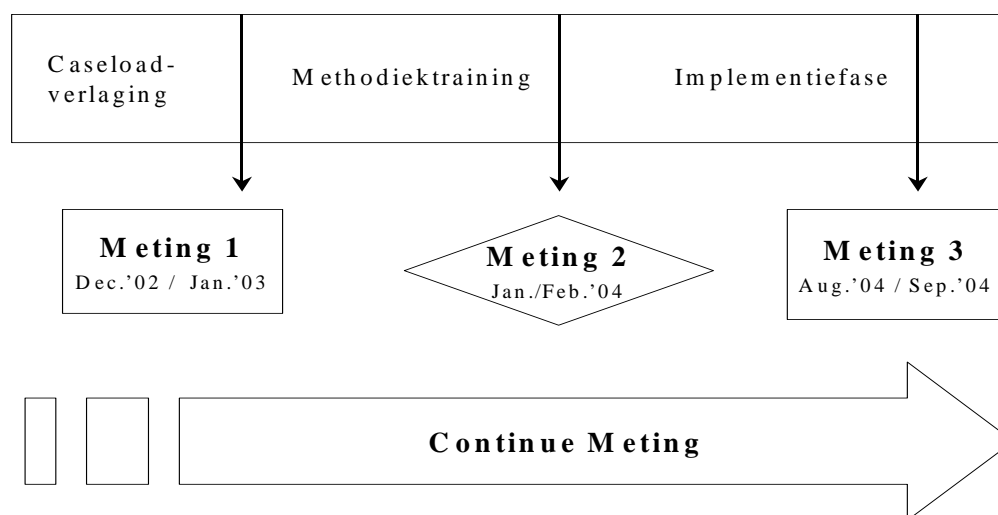 Caseload-
verlaging
Methodiektraining
Implementiefase
Meting 1
Dec.’02 / Jan.’03
Meting 2
Jan./Feb.’04
Meting 3
Aug.’04 / Sep.’04
Continue Meting